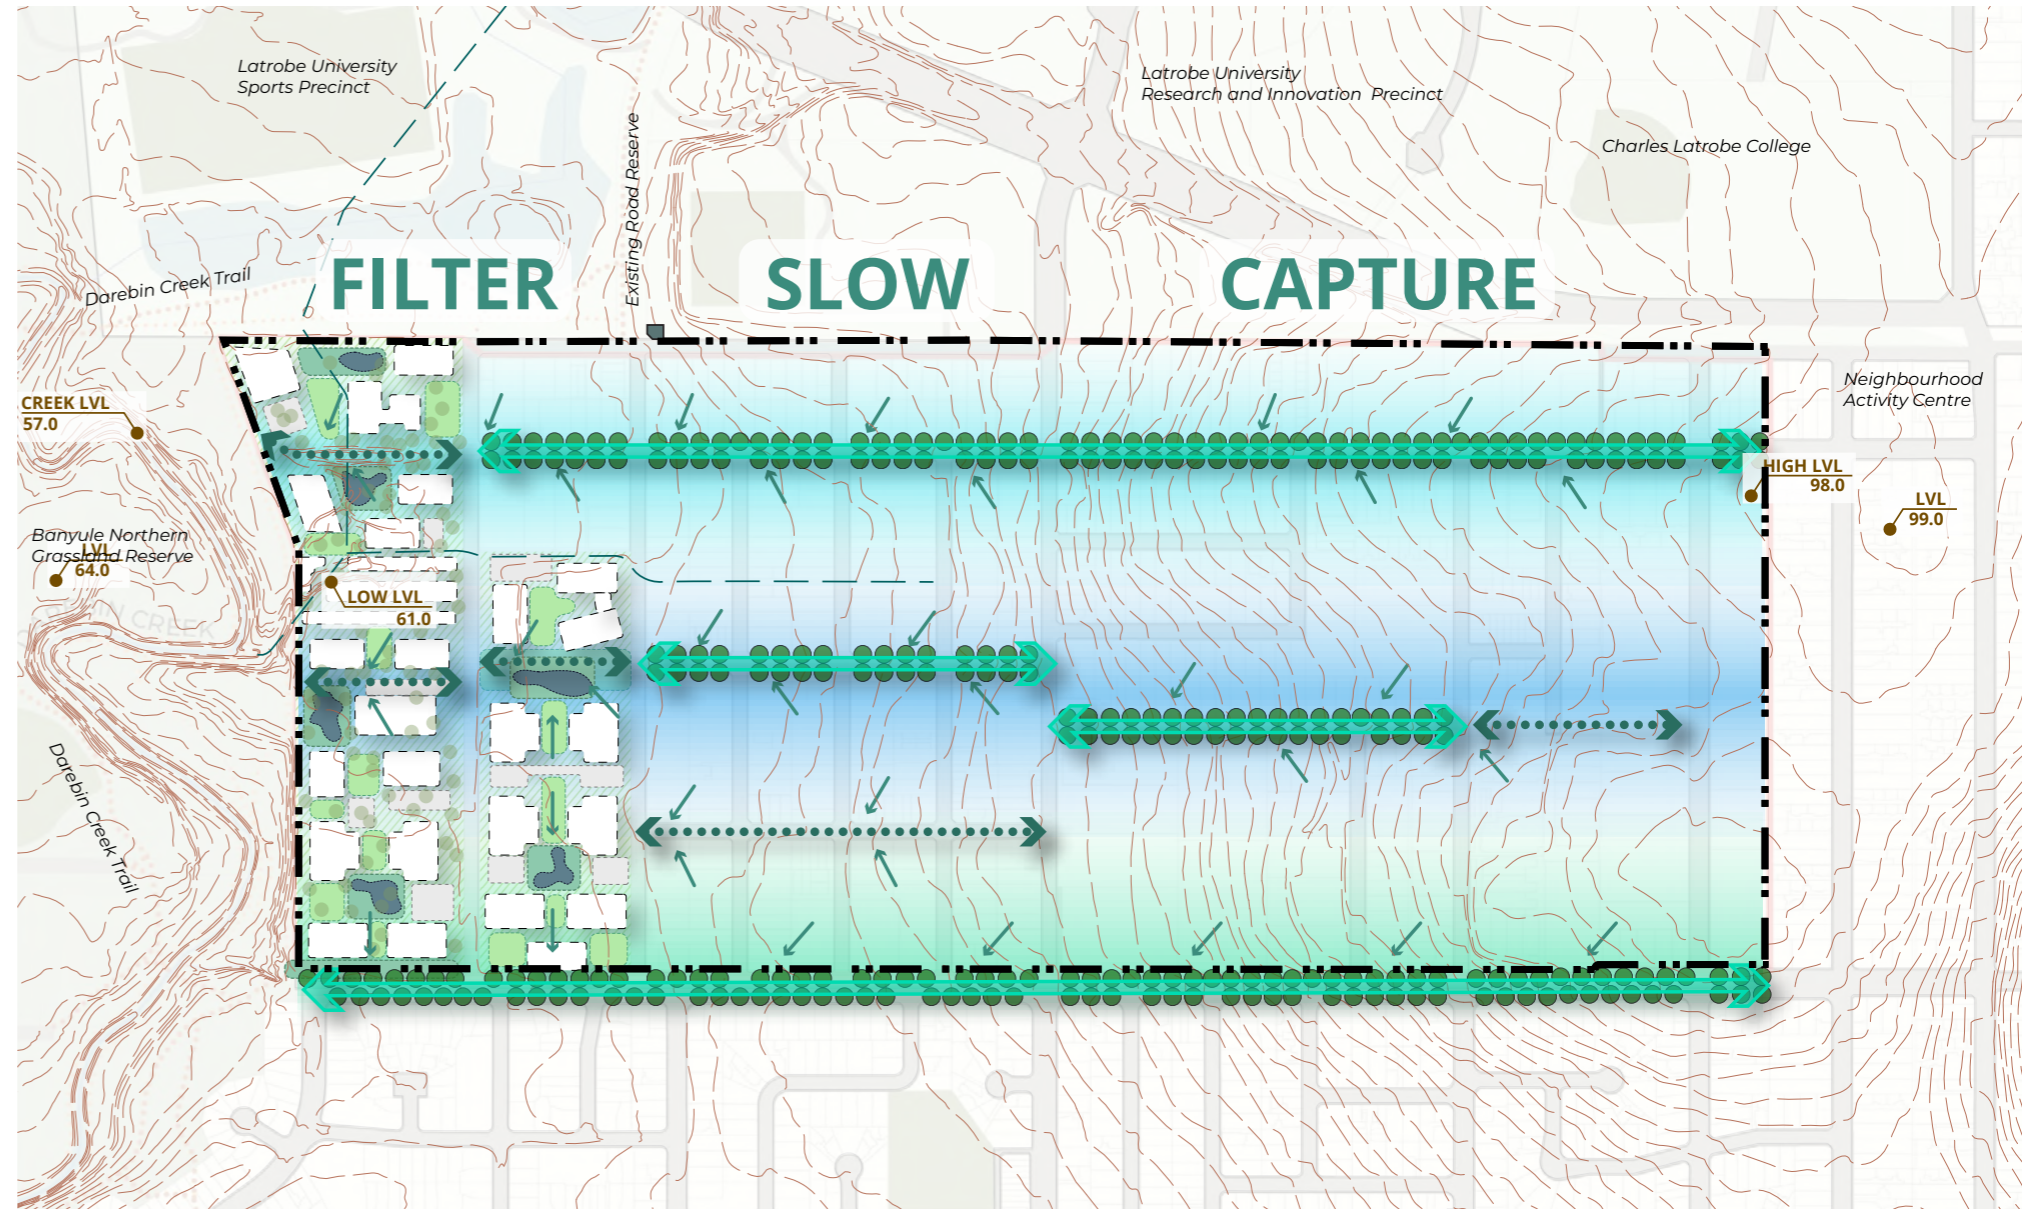 Latrobe University
Sports Precinct
Latrobe University
Research and Innovation Precinct
Charles Latrobe College
Existing Road Reserve
Darebin Creek Trail
FILTER
SLOW
CAPTURE
Neighbourhood
Activity Centre
CREEK LVL
57.0
HIGH LVL
98.0
LVL
99.0
Banyule Northern
Grassland Reserve
LVL
64.0
LOW LVL
61.0
CREEK
Darebin Creek Trail